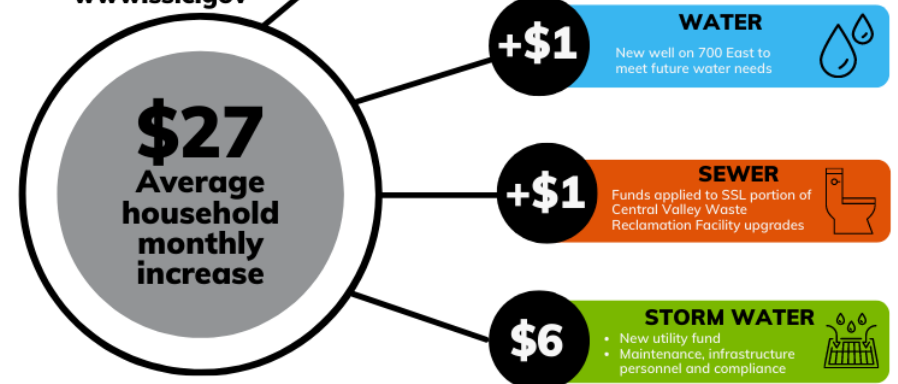 $27
Average
household
monthly
increase
+$1
WATER
New well on 700 East to
meet future water needs
+$1
SEWER
Funds applied to SSL portion of
Central Valley Waste
Reclamation Facility upgrades
$6
STORM WATER
• New utility fund
• Maintenance, infrastructure
personnel and compliance